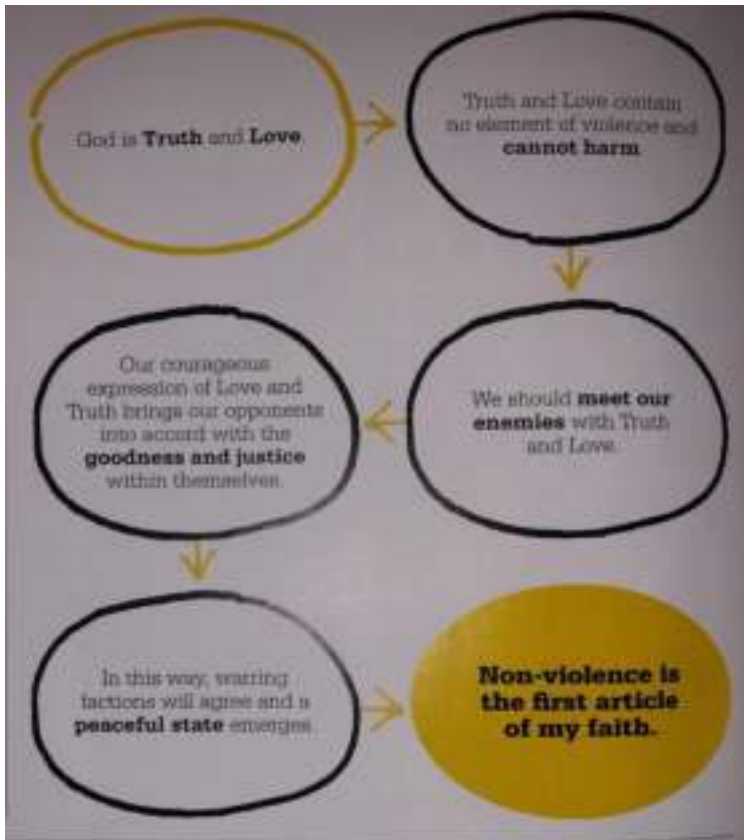 God is Truth and Love.
Truth and Love contain
no element of violence and
cannot harm
We should meet our
enemies with Truth
and Love.
Our courageous
expression of Love and
Truth brings our opponents
into accord with the
goodness and justice
within themselves.
In this way, warring
factions will agree and a
peaceful state emerges.
Non-violence is
the first article
of my faith.